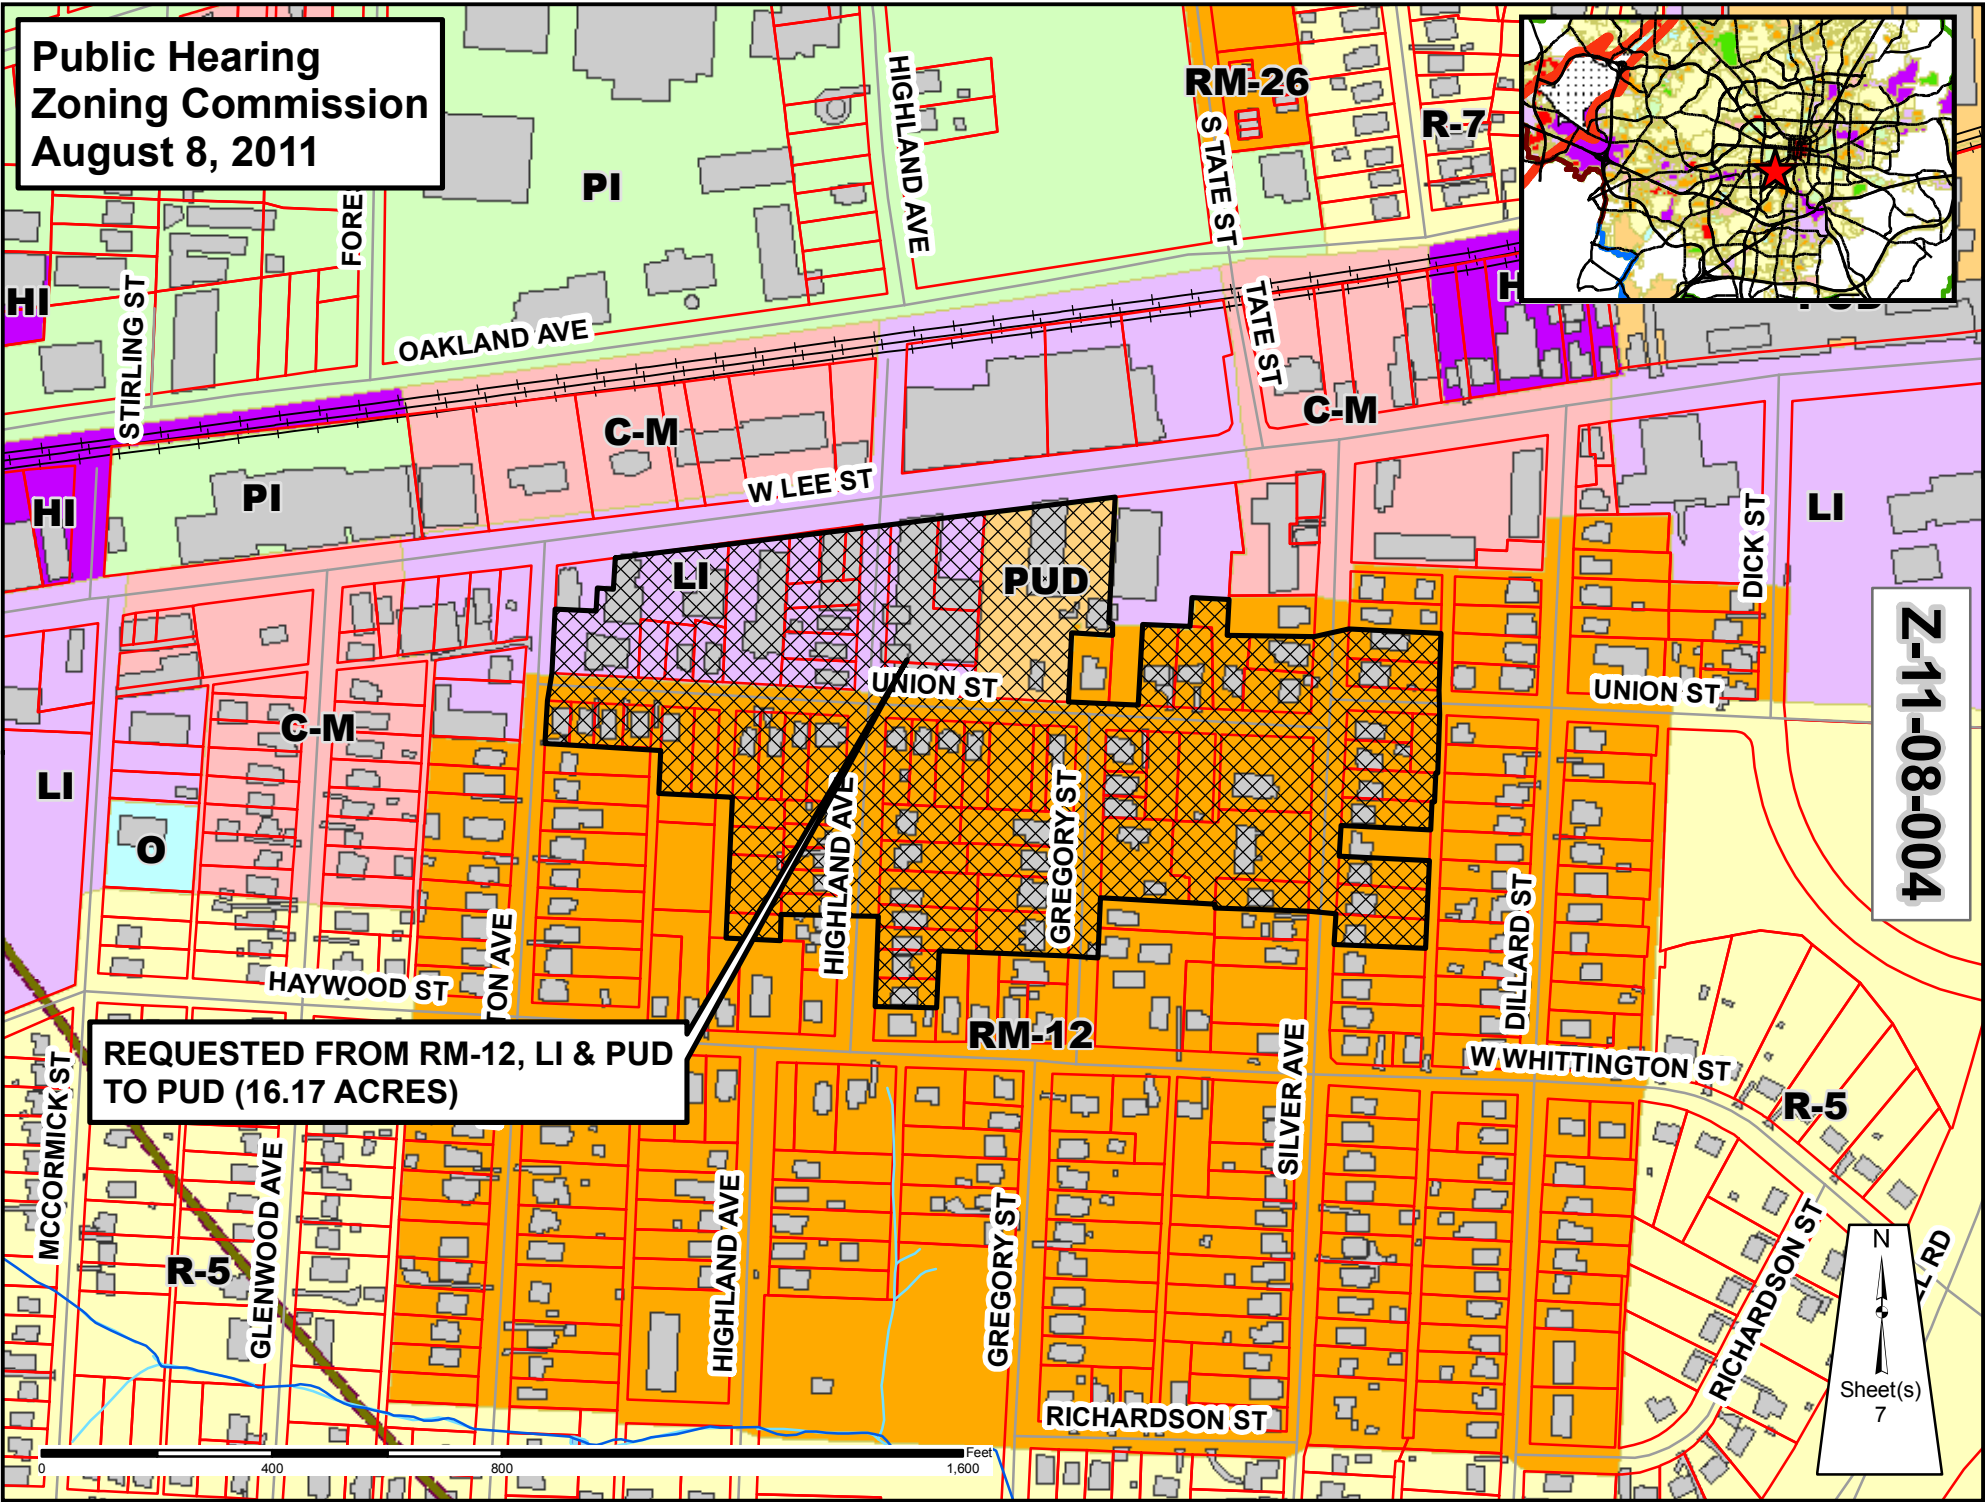 Public Hearing
Zoning Commission
August 8, 2011
HIGHLAND AVE
RM-26
S TATE ST
R-7
PI
FORE
HI
STIRLING ST
OAKLAND AVE
TATE ST
C-M
C-M
W LEE ST
PI
HI
LI
DICK ST
LI
PUD
UNION ST
UNION ST
C-M
LI
O
Z-11-08-004
HIGHLAND AVE
GREGORY ST
DILLARD ST
HAYWOOD ST
TON AVE
RM-12
SILVER AVE
W WHITTINGTON ST
REQUESTED FROM RM-12, LI & PUD
TO PUD (16.17 ACRES)
MCCORMICK ST
R-5
R-5
GLENWOOD AVE
HIGHLAND AVE
GREGORY ST
RICHARDSON ST
RICHARDSON ST
RD
N
Sheet(s)
7
0 400 800 1,600
Feet